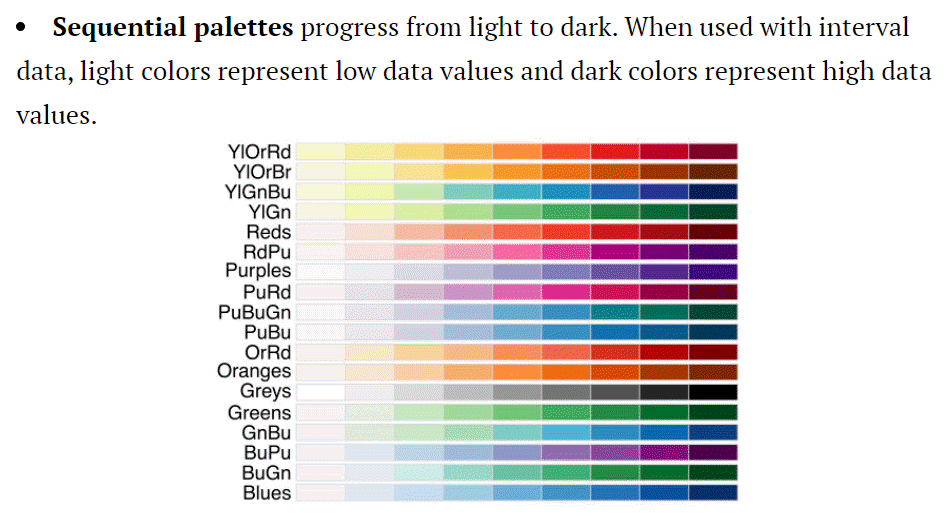 • Sequential palettes progress from light to dark. When used with interval
data, light colors represent low data values and dark colors represent high data
values.
YlOrRd
YlOrBr
YlGnBu
YlGn
Reds
RdPu
Purples
PuRd
PuBuGn
PuBu
OrRd
Oranges
Greys
Greens
GnBu
BuPu
BuGn
Blues